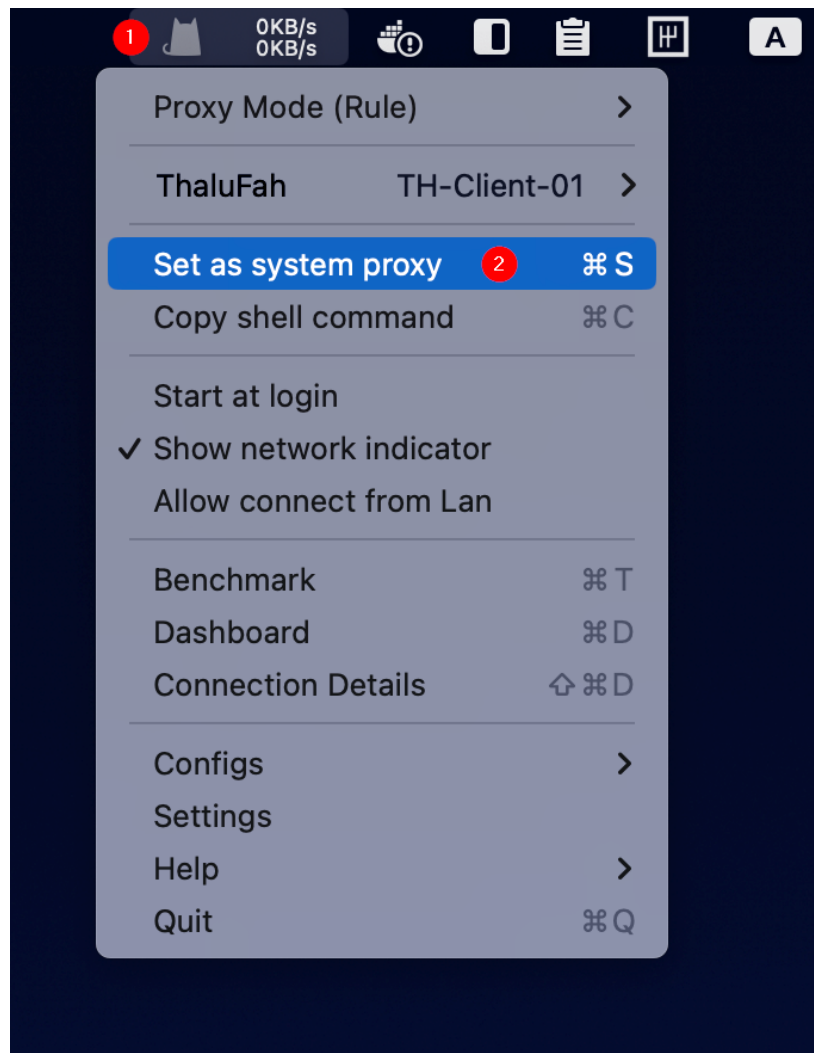 1
0KB/s
0KB/s
A
Proxy Mode (Rule)
ThaluFah TH-Client-01
Set as system proxy 2 ⌘ S
Copy shell command ⌘ C
Start at login
✓ Show network indicator
Allow connect from Lan
Benchmark ⌘ T
Dashboard ⌘ D
Connection Details ⇧ ⌘ D
Configs
Settings
Help
Quit ⌘ Q